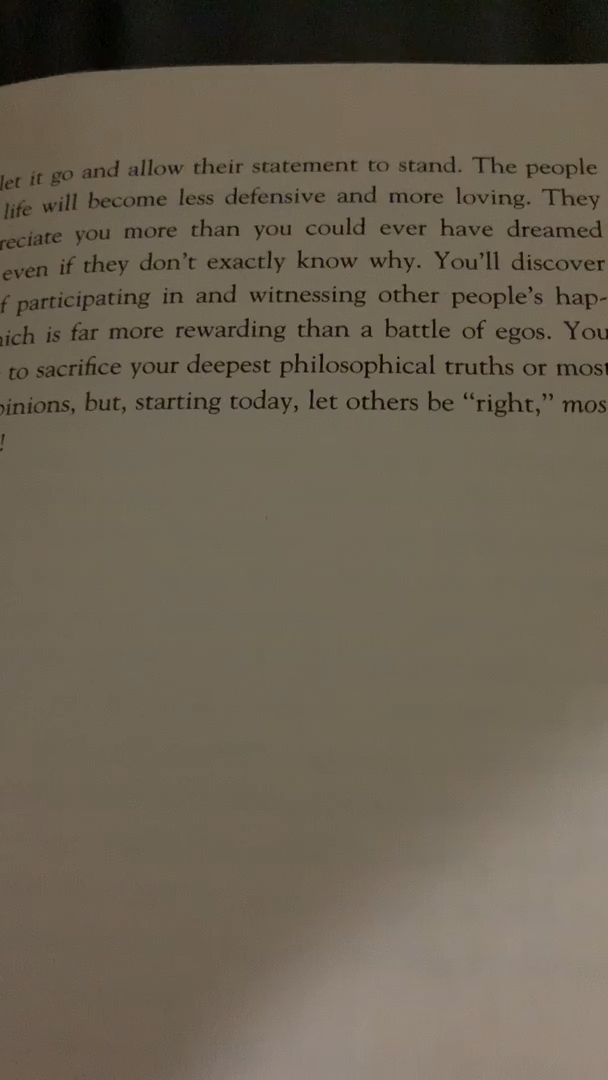 let it go and allow their statement to stand. The people
life will become less defensive and more loving. They
reciate you more than you could ever have dreamed
even if they don't exactly know why. You'll discover
f participating in and witnessing other people's hap-
ich is far more rewarding than a battle of egos. You
to sacrifice your deepest philosophical truths or most
pinions, but, starting today, let others be “right,” mos
!